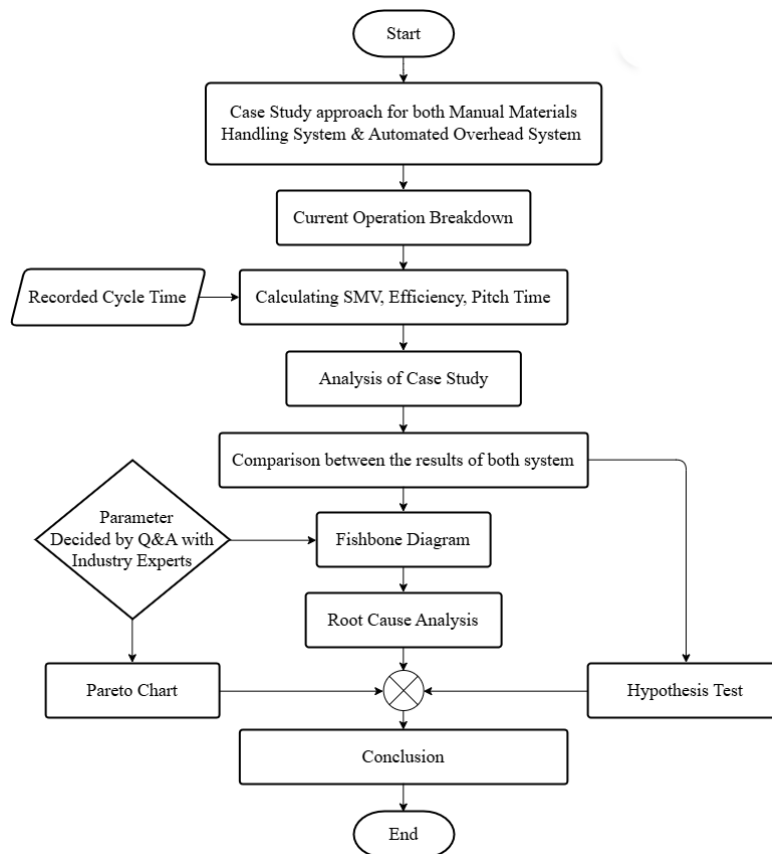 Start
Case Study approach for both Manual Materials
Handling System & Automated Overhead System
Current Operation Breakdown
Recorded Cycle Time
Calculating SMV, Efficiency, Pitch Time
Analysis of Case Study
Comparison between the results of both system
Parameter
Decided by Q&A with
Industry Experts
Fishbone Diagram
Root Cause Analysis
Pareto Chart
Hypothesis Test
Conclusion
End